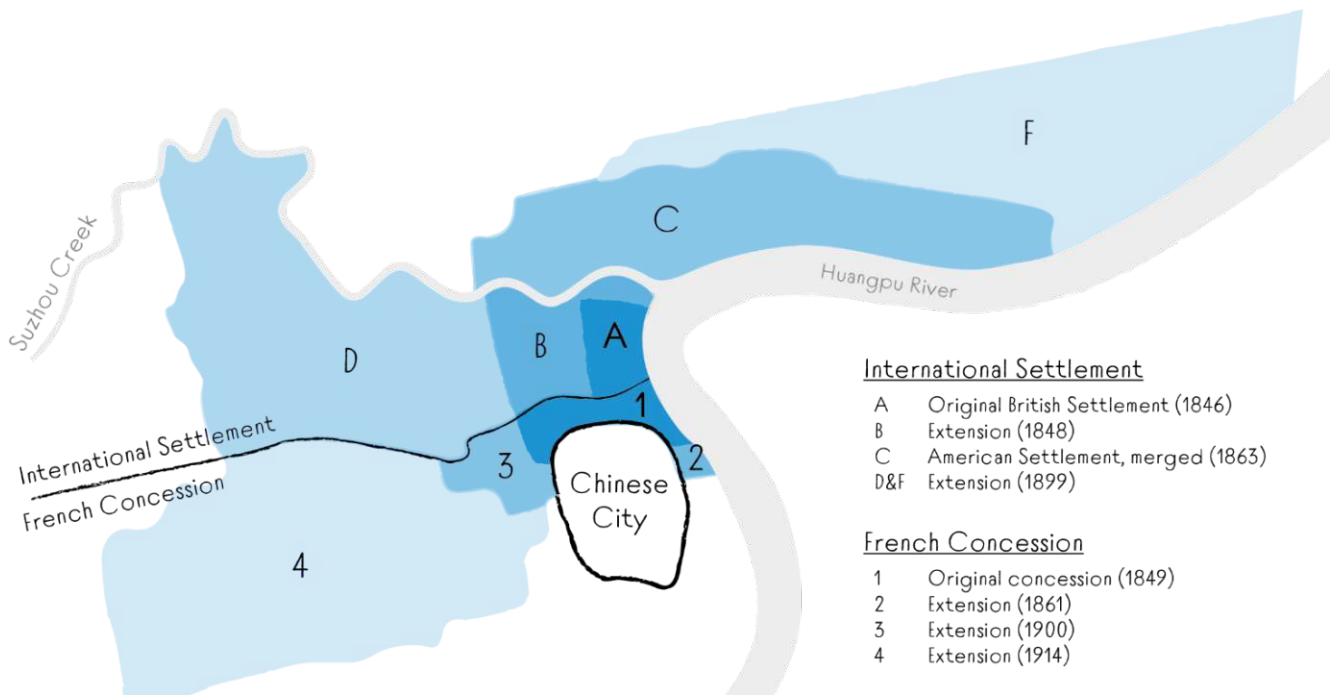 F
C
Suzhou Creek
Huangpu River
A
B
D
International Settlement
French Concession
1
2
3
Chinese
City
4
International Settlement
A Original British Settlement (1846)
B Extension (1848)
C American Settlement, merged (1863)
D&F Extension (1899)
French Concession
1 Original concession (1849)
2 Extension (1861)
3 Extension (1900)
4 Extension (1914)